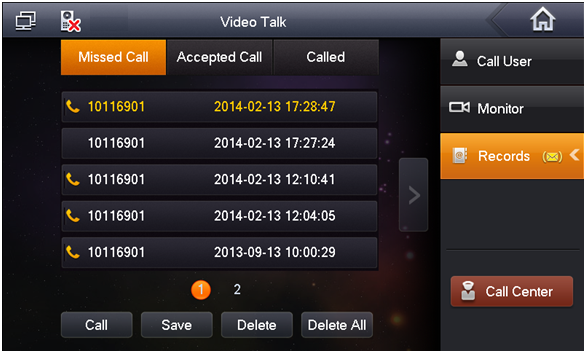 Video Talk
Missed Call Accepted Call Called
10116901 2014-02-13 17:28:47
10116901 2014-02-13 17:27:24
10116901 2014-02-13 12:10:41
10116901 2014-02-13 12:04:05
10116901 2013-09-13 10:00:29
1 2
Call Save Delete Delete All
Call User
Monitor
Records
Call Center